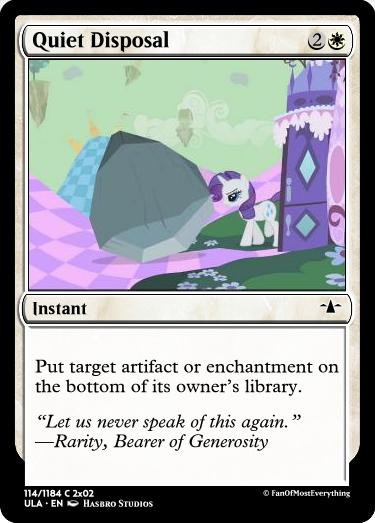 Quiet Disposal 2
Instant
Put target artifact or enchantment on
the bottom of its owner's library.
“Let us never speak of this again.”
—Rarity, Bearer of Generosity
114/1184 C 2x02
ULA • EN HASBRO STUDIOS
© FanOfMostEverything